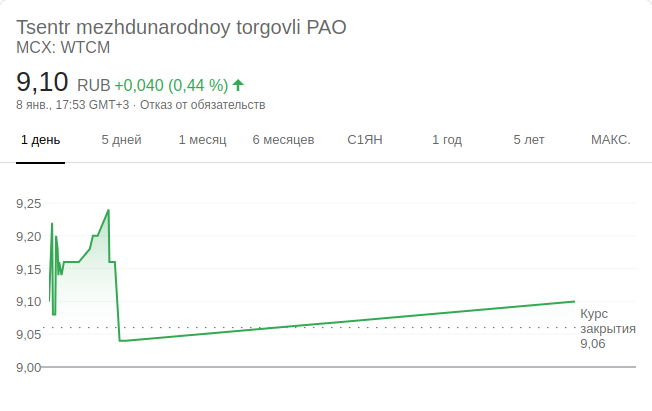 Tsentr mezhdunarodnoy torgovli PAO
MCX: WTCM
9,10 RUB +0,040 (0,44 %)
8 янв., 17:53 GMT+3 · Отказ от обязательств
1 день 5 дней 1 месяц 6 месяцев С1ЯН 1 год 5 лет МАКС.
9,25
9,20
9,15
9,10
9,05
9,00
Курс
закрытия
9,06